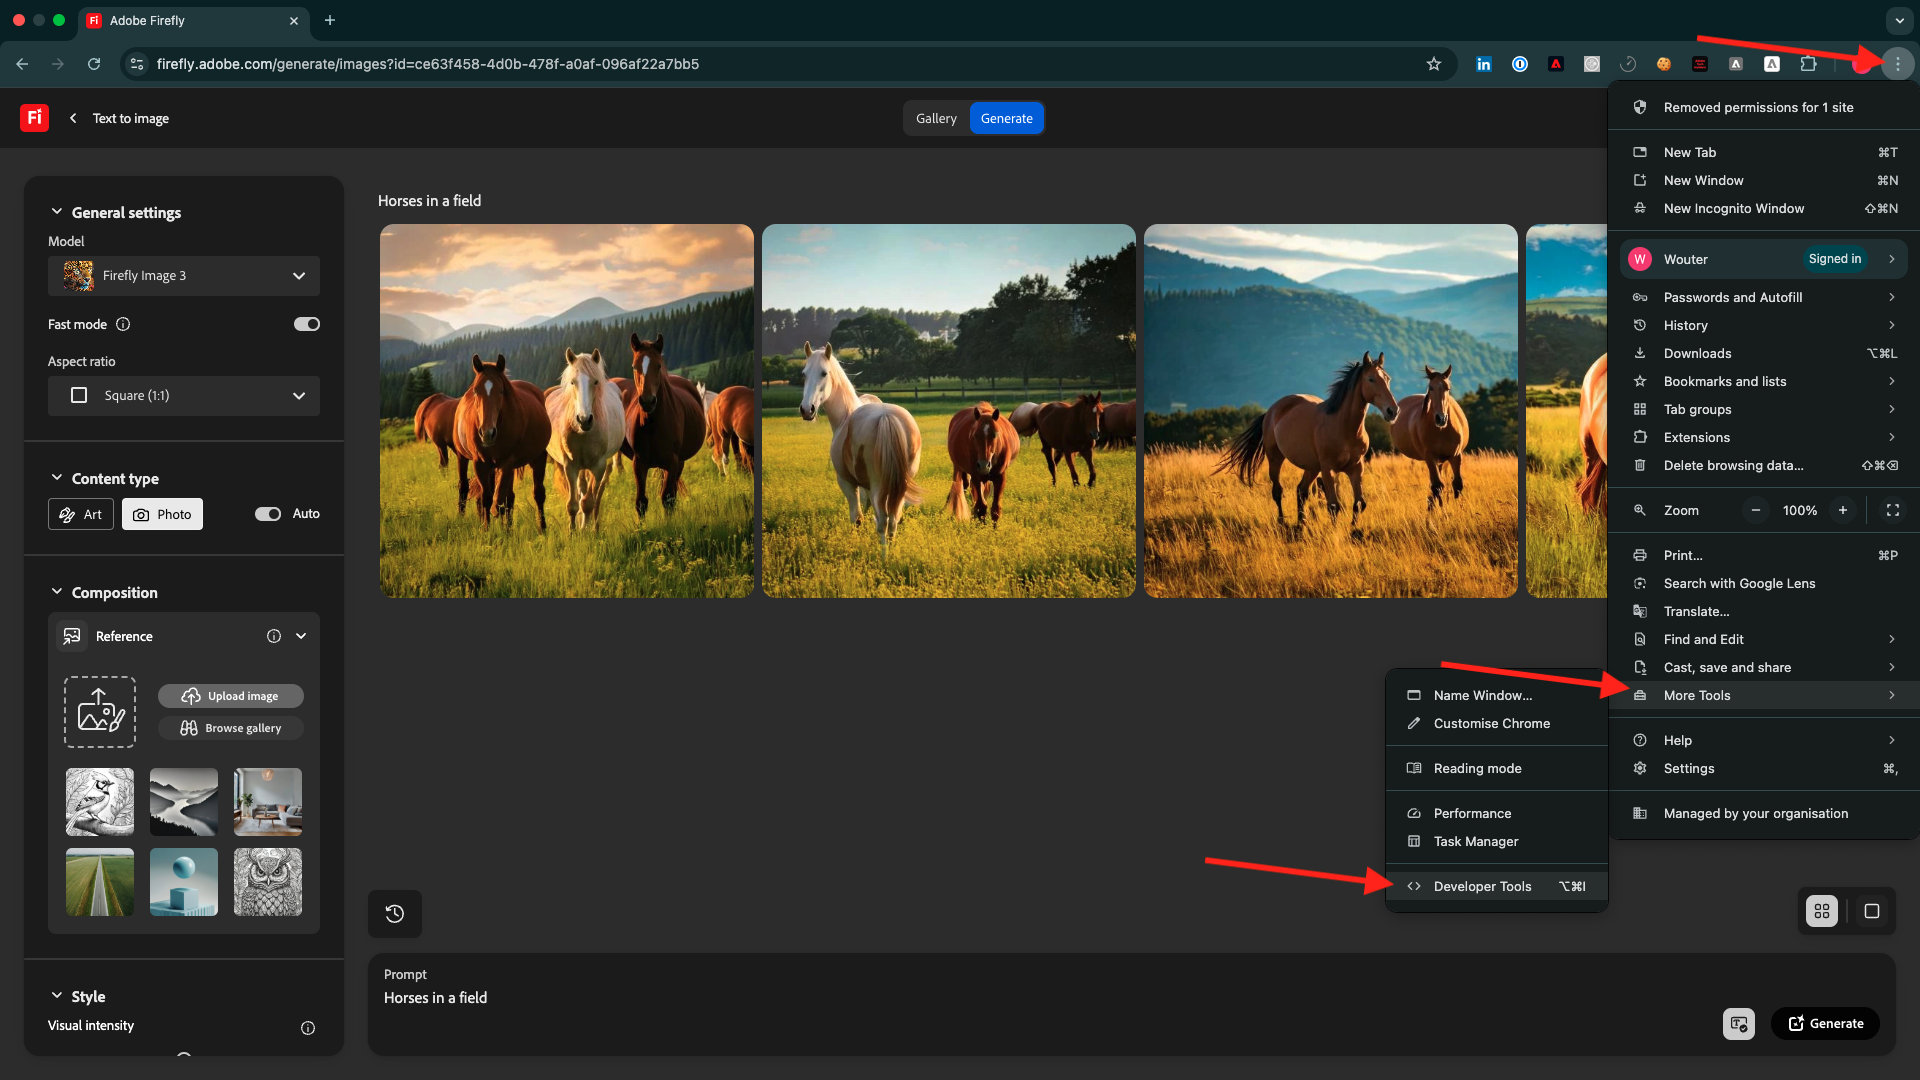 Adobe Firefly
firefly.adobe.com/generate/images?id=ce63f458-4d0b-478f-a0af-096af22a7bb5
Text to image
Gallery
Generate
General settings
Model
Firefly Image 3
Fast mode
Aspect ratio
Square (1:1)
Content type
Art
Photo
Auto
Composition
Reference
Upload image
Browse gallery
Style
Visual intensity
Horses in a field
Prompt
Horses in a field
Generate
Removed permissions for 1 site
New Tab ⌘T
New Window ⌘N
New Incognito Window ⇧⌘N
W Wouter Signed in
Passwords and Autofill
History
Downloads ⌥⌘L
Bookmarks and lists
Tab groups
Extensions
Delete browsing data... ⇧⌘⌫
Zoom − 100% +
Print... ⌘P
Search with Google Lens
Translate...
Find and Edit
Cast, save and share
More Tools
Help
Settings ⌘,
Managed by your organisation
Name Window...
Customise Chrome
Reading mode
Performance
Task Manager
Developer Tools ⌥⌘I